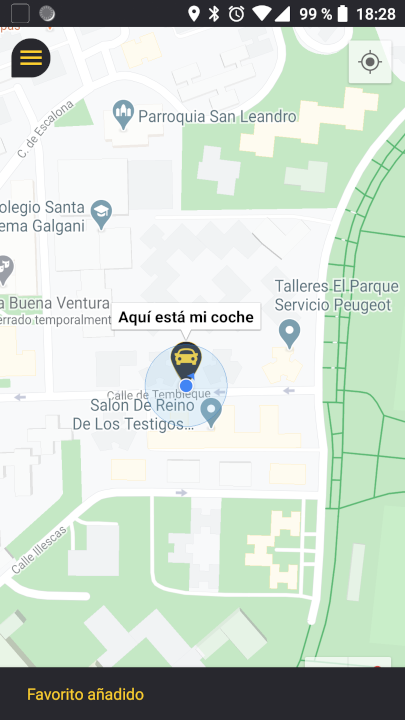 99 % 18:28
C. de Escalona
Parroquia San Leandro
olegio Santa
ema Galgani
Talleres El Parque
Servicio Peugeot
a Buena Ventura
errado temporalment
Aquí está mi coche
Calle de Tembleque
Salón De Reino
De Los Testigos...
Calle Illescas
Favorito añadido